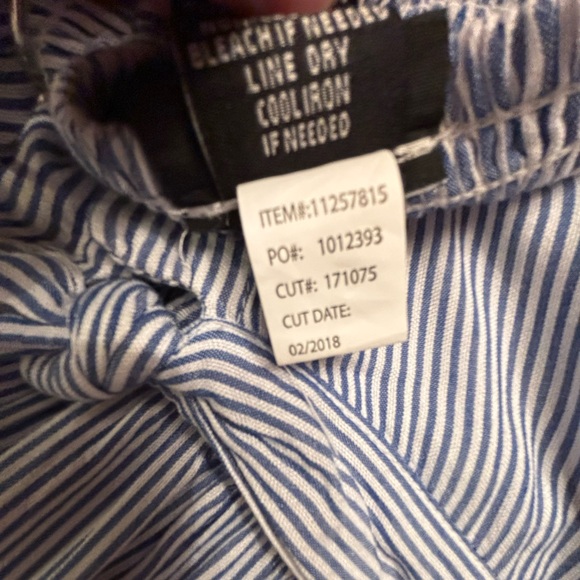 BLEACH IF NEEDED
LINE DRY
COOL IRON
IF NEEDED
ITEM#:11257815
PO#: 1012393
CUT#: 171075
CUT DATE:
02/2018